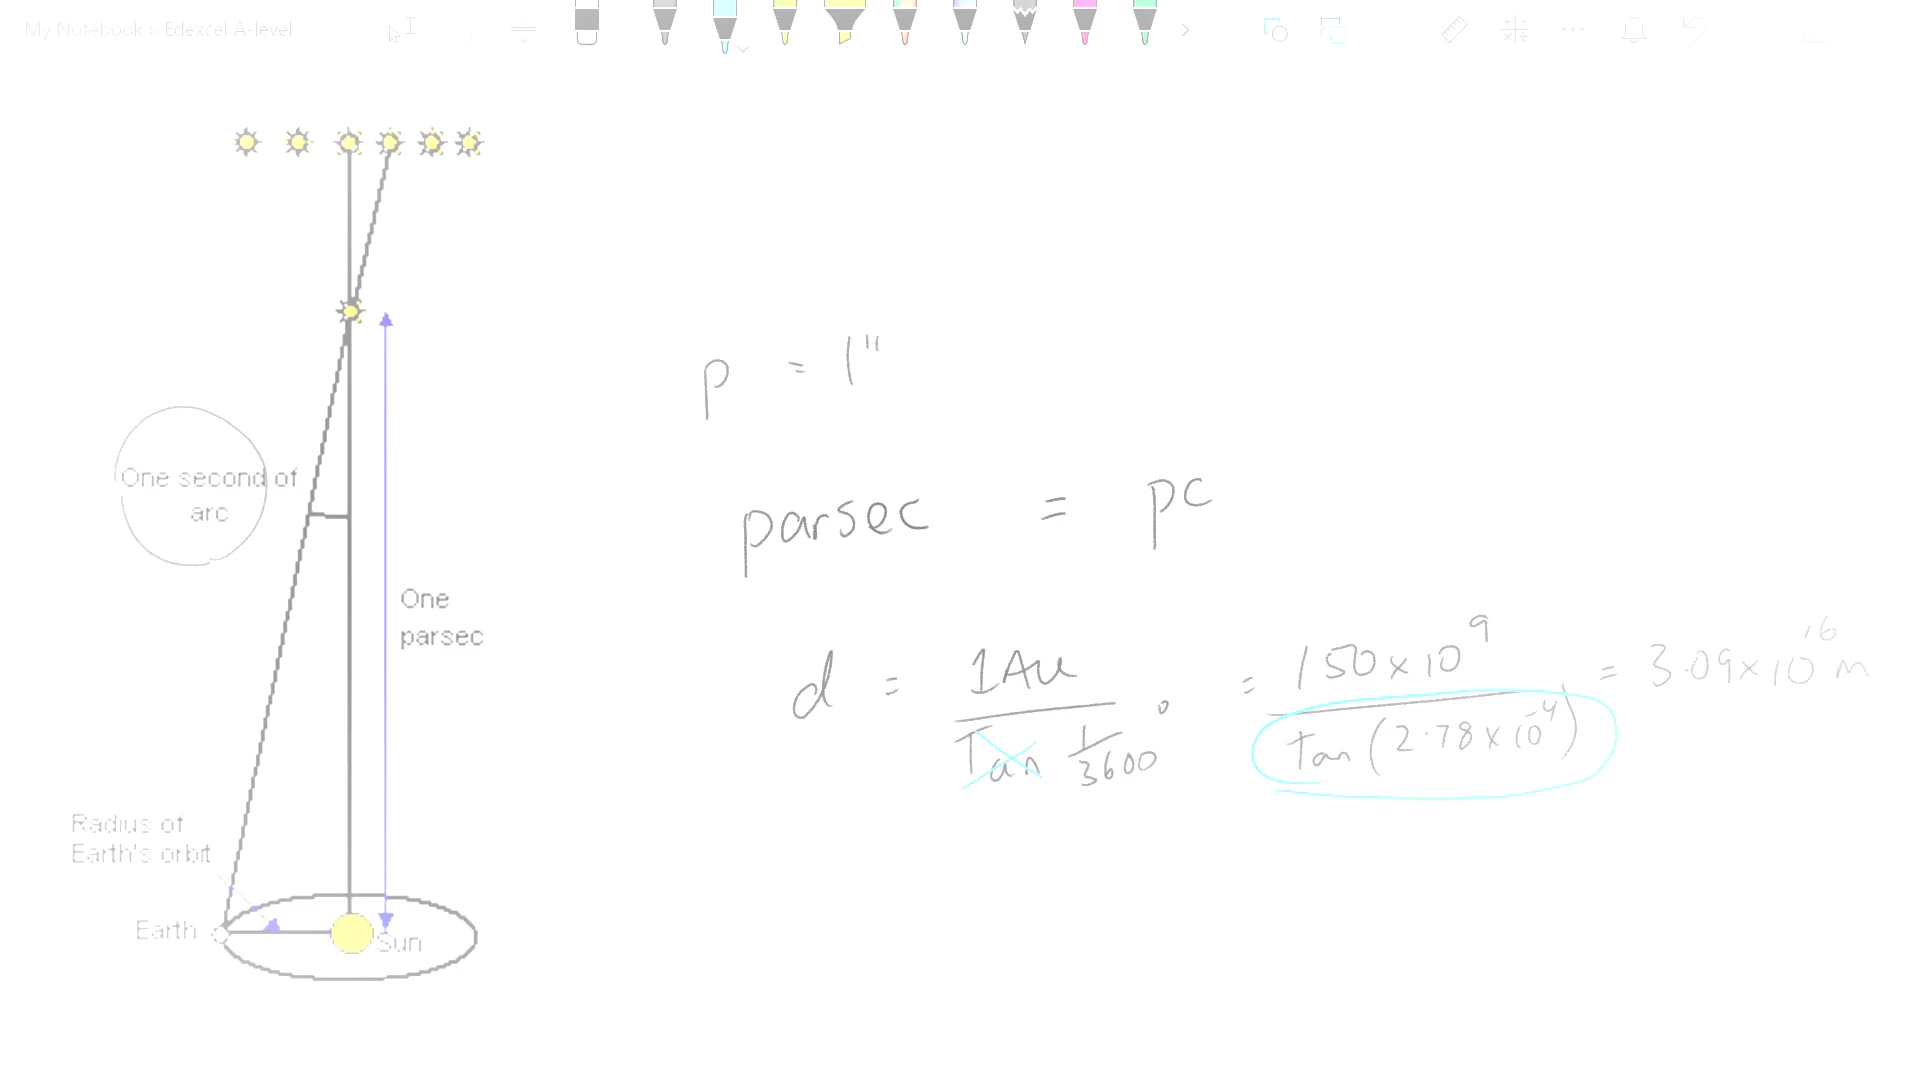 My Notebook » Edexcel A-level
One second of
arc
One
parsec
Radius of
Earth's orbit
Earth
Sun
p = 1"
parsec = pc
d = 1Au / Tan 1/3600° = 150×10⁹ / Tan (2.78×10⁻⁴) = 3.09×10¹⁶ m